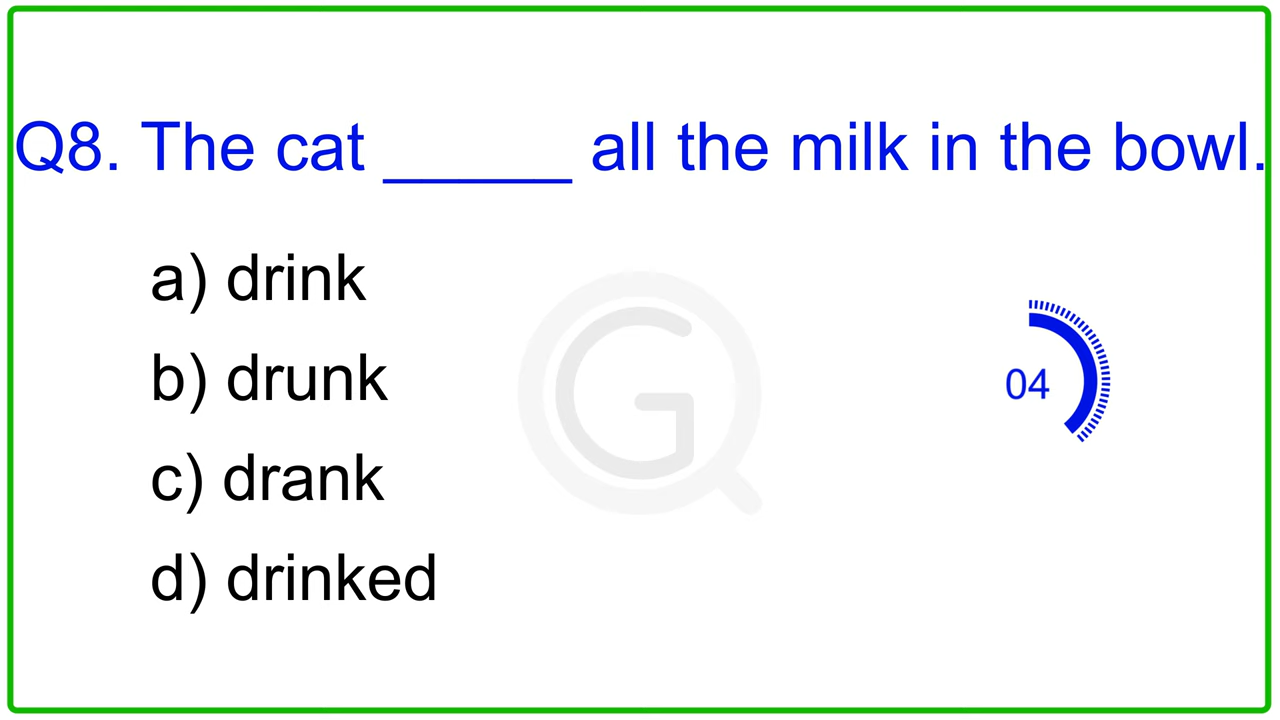 Q8. The cat _____ all the milk in the bowl.
a) drink
b) drunk
c) drank
04
d) drinked